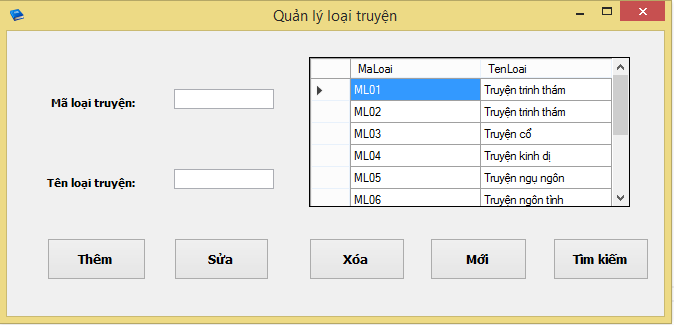 Quản lý loại truyện
Mã loại truyện:
Tên loại truyện:
MaLoai TenLoai
ML01 Truyện trinh thám
ML02 Truyện trinh thám
ML03 Truyện cổ
ML04 Truyện kinh dị
ML05 Truyện ngụ ngôn
ML06 Truyện ngôn tình
Thêm Sửa Xóa Mới Tìm kiếm